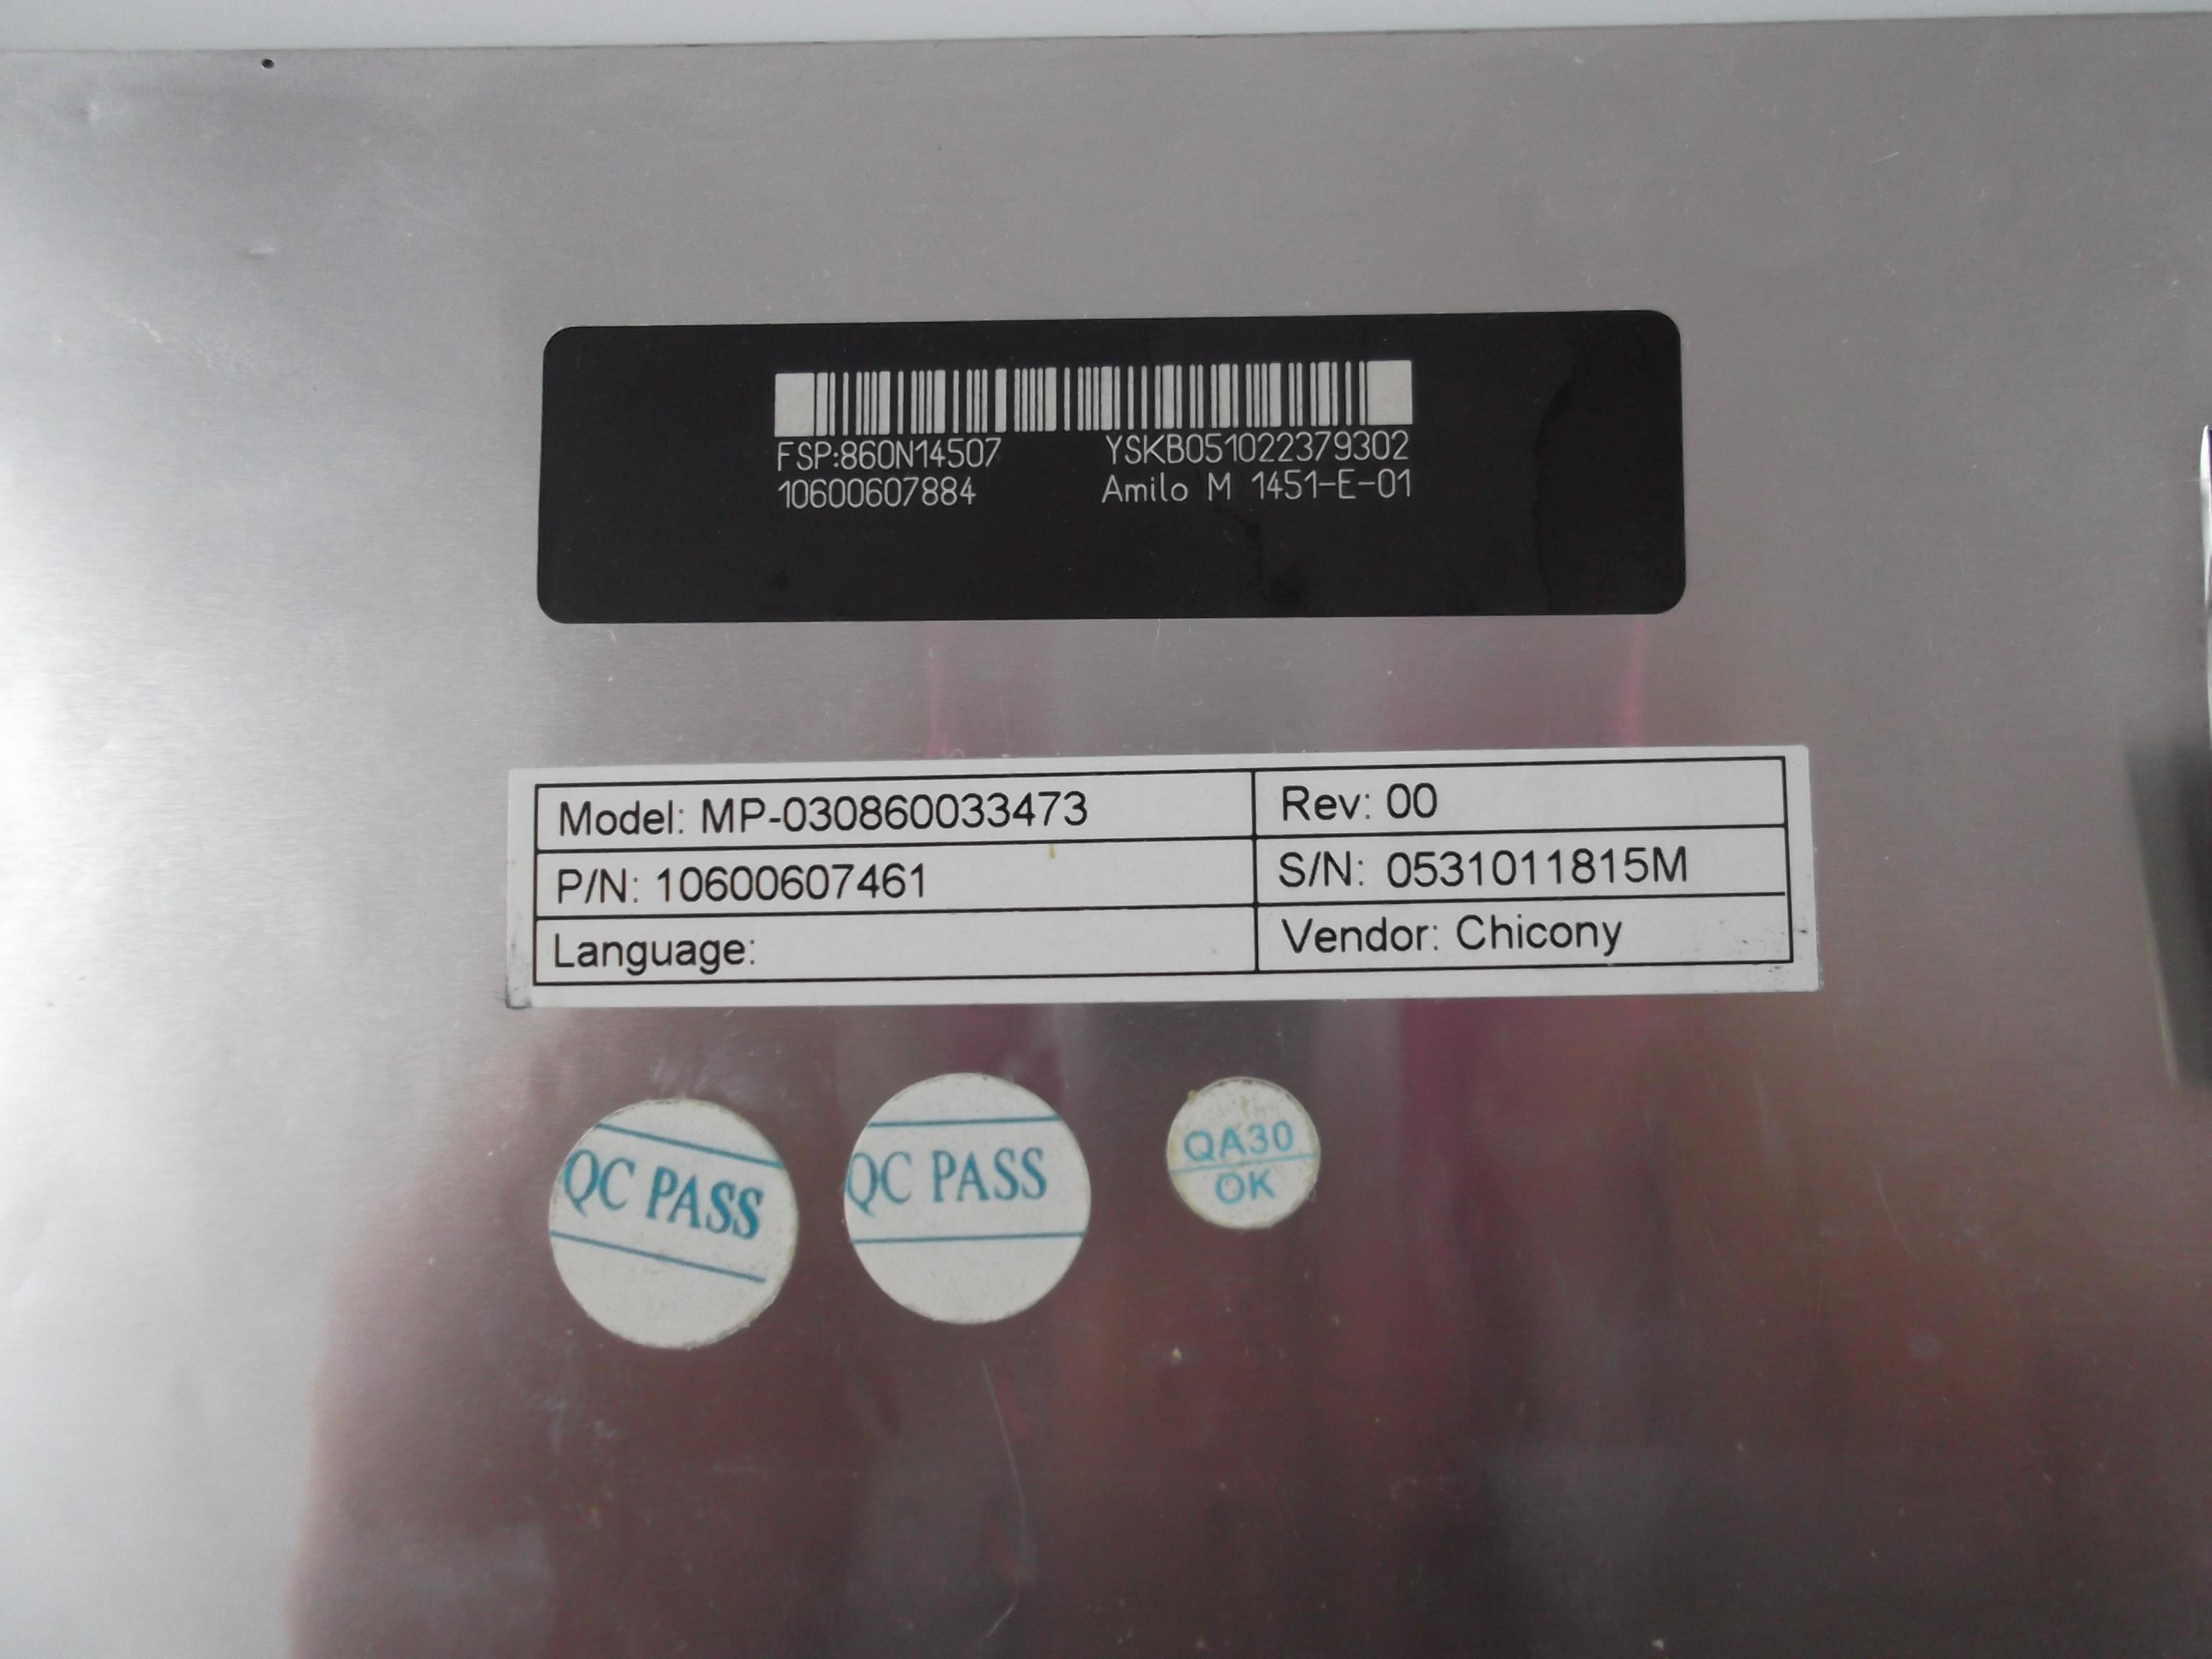 FSP:860N14507 YSKB051022379302
10600607884 Amilo M 1451-E-01
Model: MP-030860033473 Rev: 00
P/N: 10600607461 S/N: 0531011815M
Language: Vendor: Chicony
QC PASS
QC PASS
QA30
OK